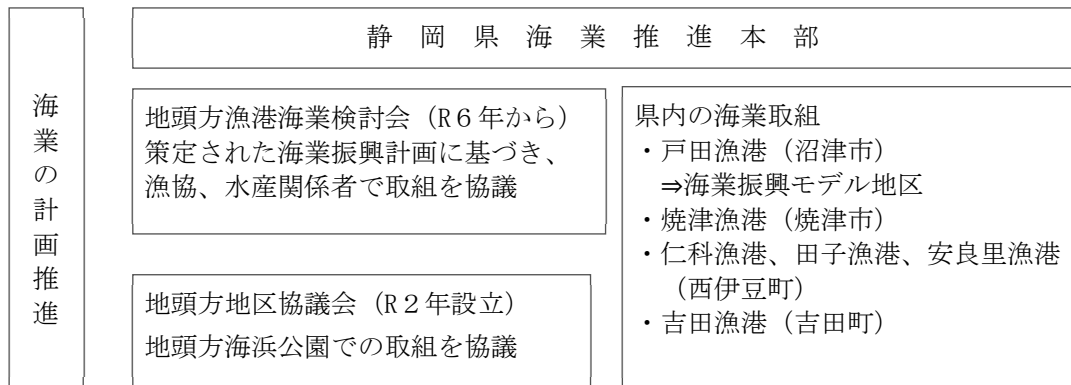 静岡県海業推進本部
海業の計画推進
地頭方漁港海業検討会（R６年から）
策定された海業振興計画に基づき、
漁協、水産関係者で取組を協議
地頭方地区協議会（R２年設立）
地頭方海浜公園での取組を協議
県内の海業取組
・戸田漁港（沼津市）
⇒海業振興モデル地区
・焼津漁港（焼津市）
・仁科漁港、田子漁港、安良里漁港
（西伊豆町）
・吉田漁港（吉田町）